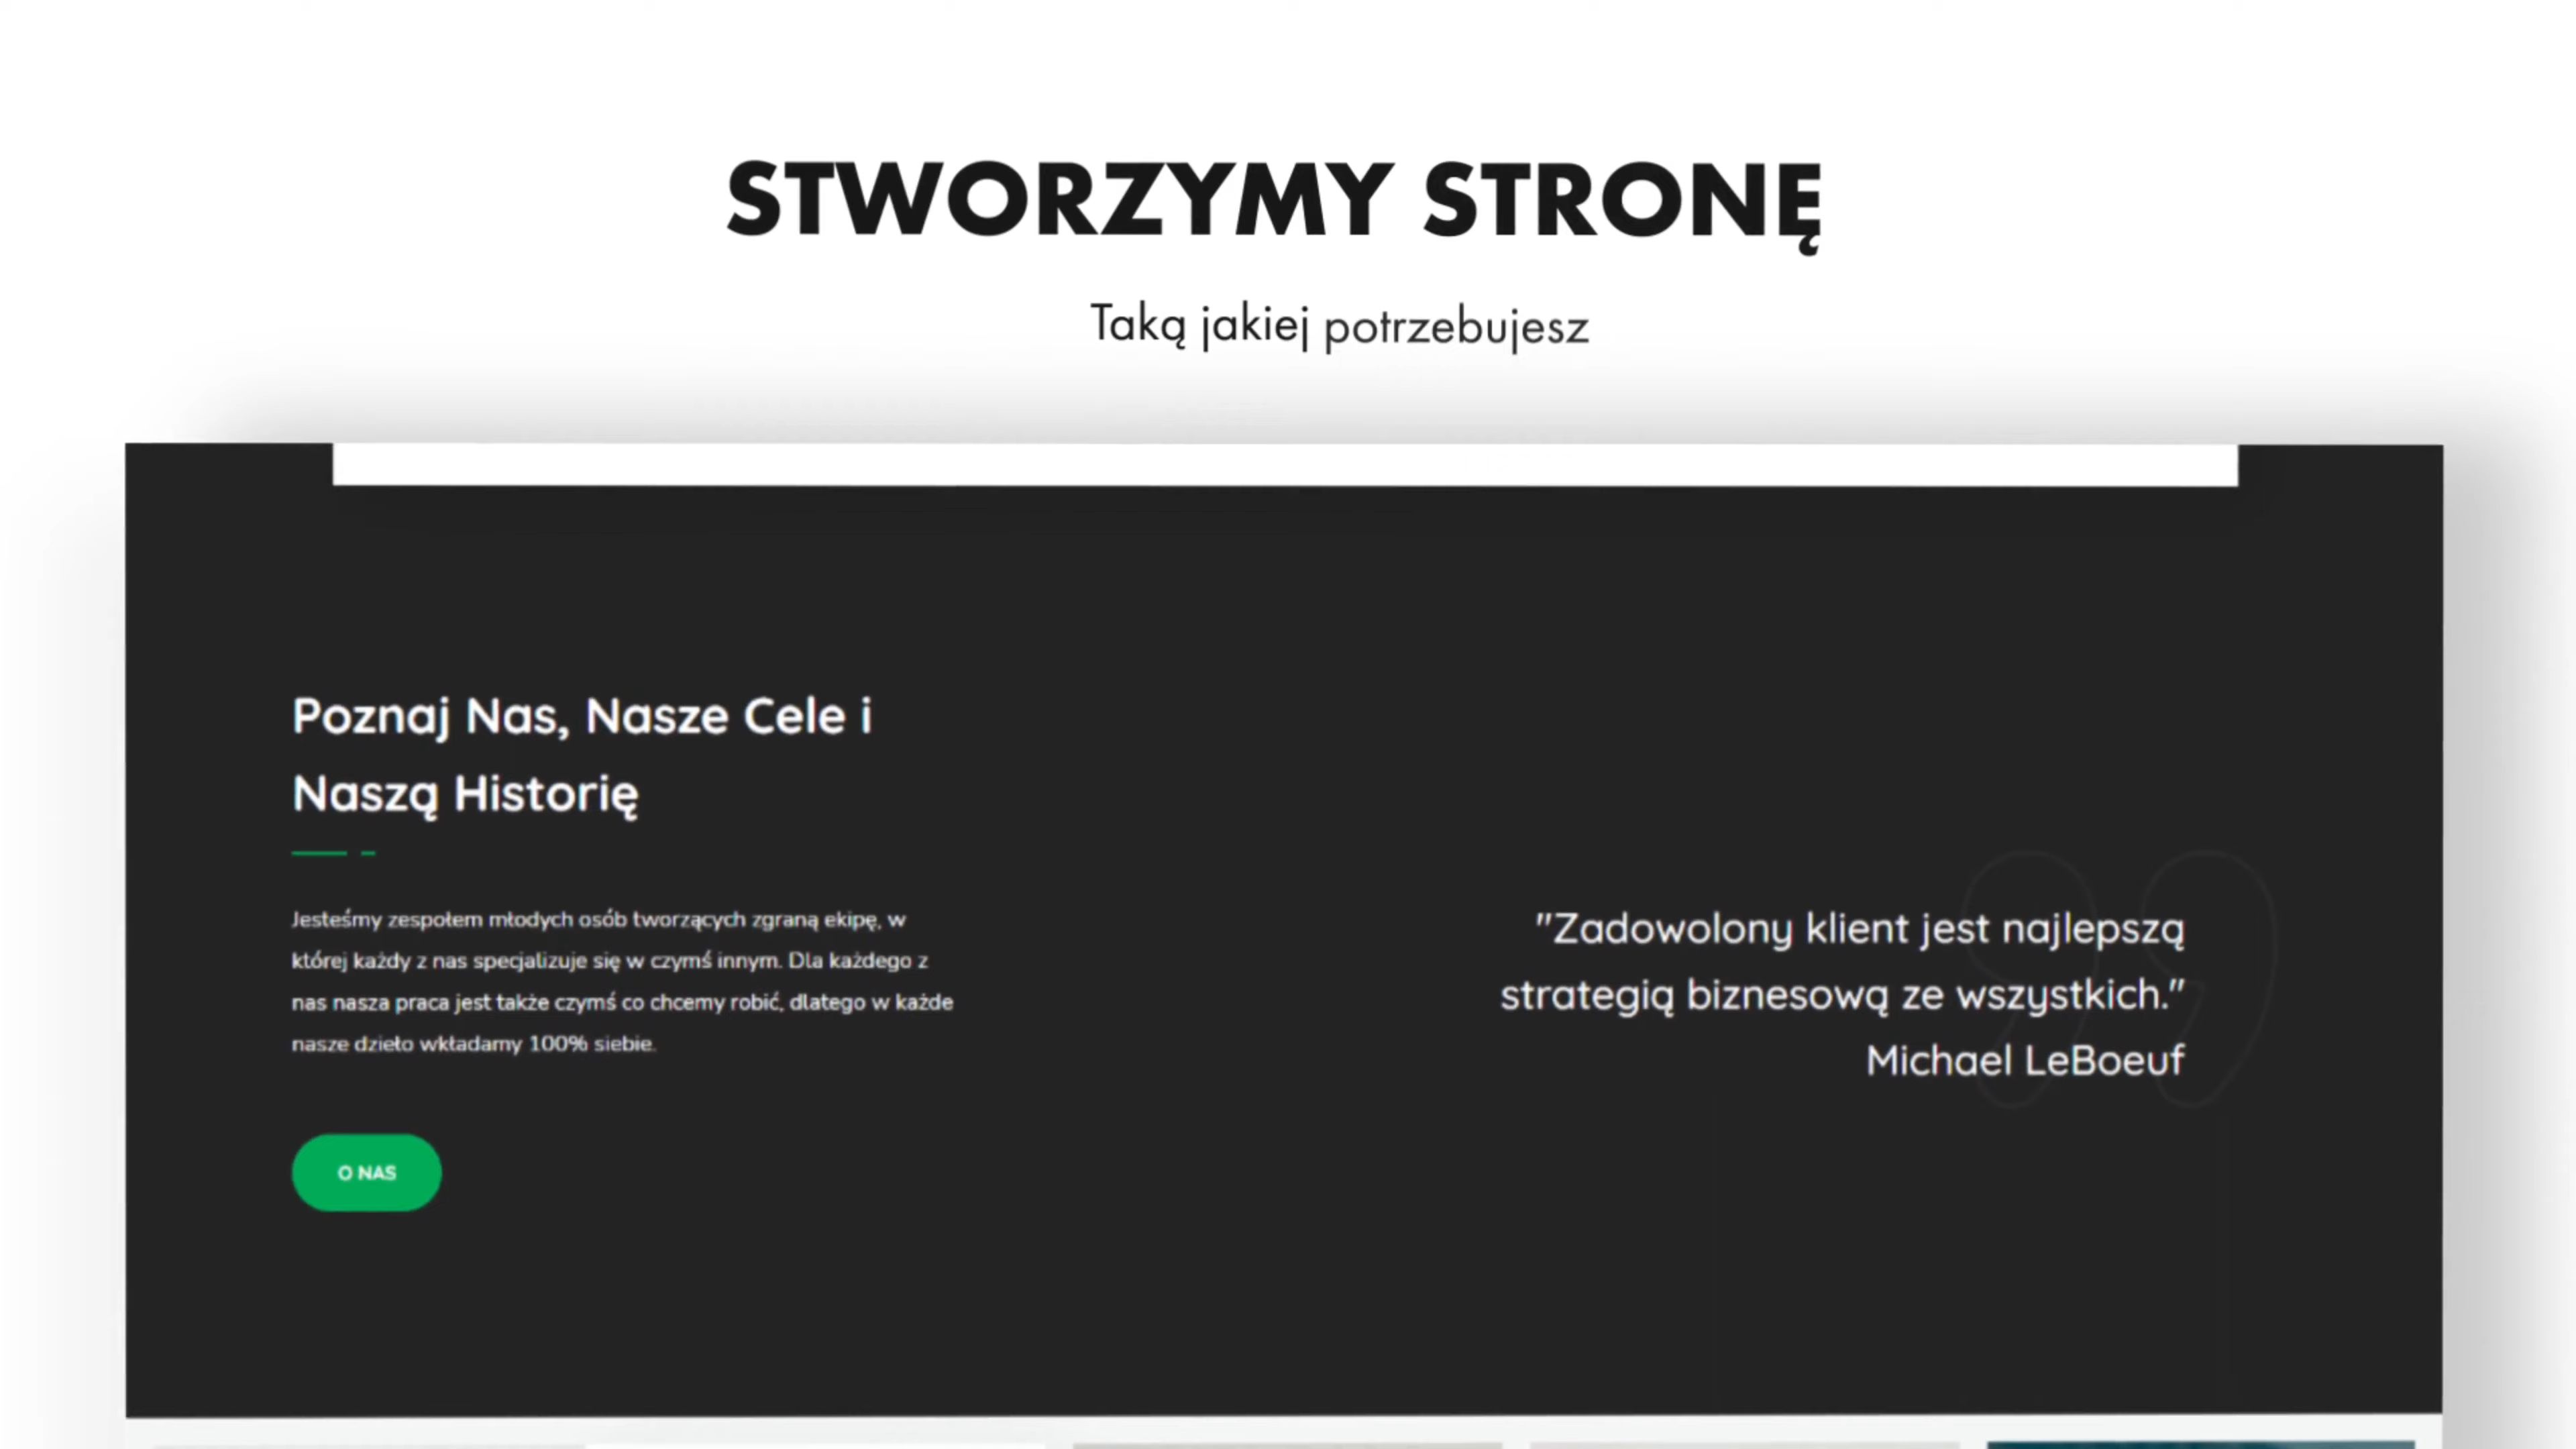 STWORZYMY STRONĘ
Taką jakiej potrzebujesz
Poznaj Nas, Nasze Cele i
Naszą Historię
Jesteśmy zespołem młodych osób tworzących zgraną ekipę, w
której każdy z nas specjalizuje się w czymś innym. Dla każdego z
nas nasza praca jest także czymś co chcemy robić, dlatego w każde
nasze dzieło wkładamy 100% siebie.
O NAS
"Zadowolony klient jest najlepszą
strategią biznesową ze wszystkich."
Michael LeBoeuf